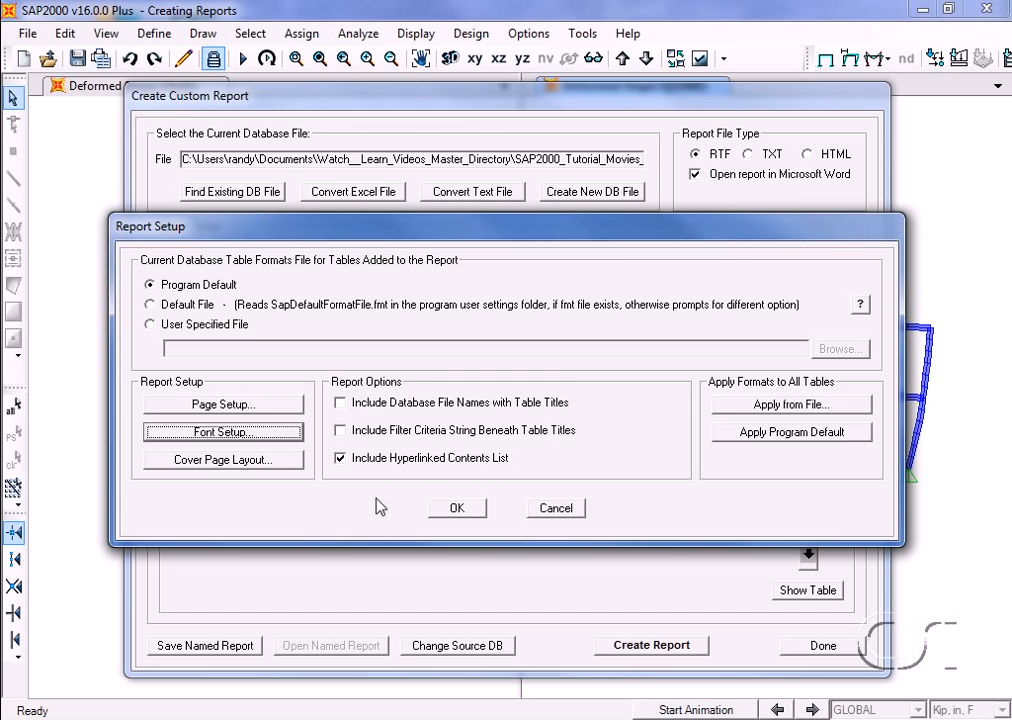 SAP2000 v16.0.0 Plus - Creating Reports
File Edit View Define Draw Select Assign Analyze Display Design Options Tools Help
3D xy xz yz nv nd
Deformed
Create Custom Report
Select the Current Database File:
File C:\Users\randy\Documents\Watch__Learn_Videos_Master_Directory\SAP2000_Tutorial_Movies_
Find Existing DB File Convert Excel File Convert Text File Create New DB File
Report File Type
RTF TXT HTML
Open report in Microsoft Word
Report Setup
Current Database Table Formats File for Tables Added to the Report
Program Default
Default File - (Reads SapDefaultFormatFile.fmt in the program user settings folder, if fmt file exists, otherwise prompts for different option)
?
User Specified File
Browse...
Report Setup
Page Setup...
Font Setup...
Cover Page Layout...
Report Options
Include Database File Names with Table Titles
Include Filter Criteria String Beneath Table Titles
Include Hyperlinked Contents List
Apply Formats to All Tables
Apply from File...
Apply Program Default
OK Cancel
all
PS
clr
Show Table
Save Named Report Open Named Report Change Source DB Create Report Done
CSI
Ready Start Animation GLOBAL Kip, in, F